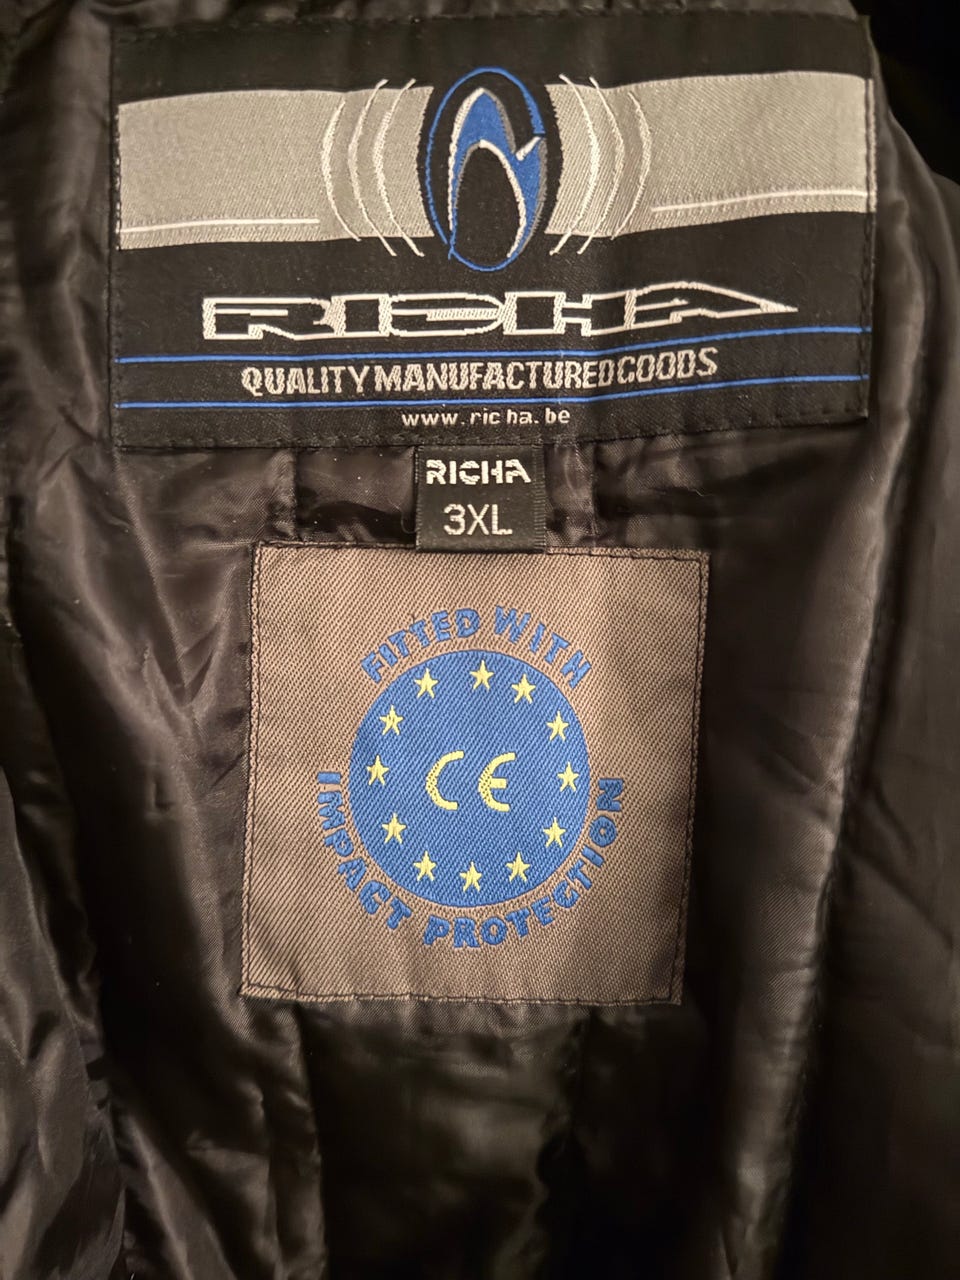 RICHA
QUALITY MANUFACTURED GOODS
www.richa.be
RICHA
3XL
FITTED WITH
CE
IMPACT PROTECTION